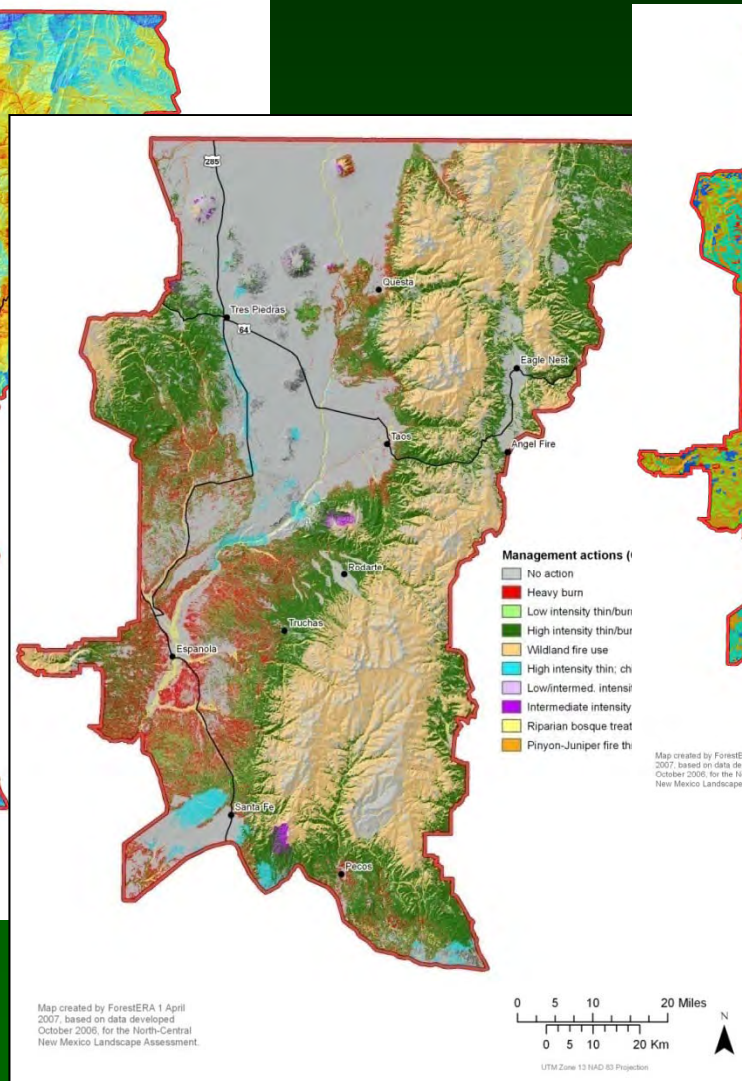 285
Questa
Tres Piedras
64
Eagle Nest
Taos
Angel Fire
Rodarte
Truchas
Espanola
Santa Fe
Pecos
Management actions (
No action
Heavy burn
Low intensity thin/bur
High intensity thin/bur
Wildland fire use
High intensity thin; ch
Low/intermed. intensi
Intermediate intensity
Riparian bosque treat
Pinyon-Juniper fire thi
Map created by ForestERA 1 April
2007, based on data developed
October 2006, for the North-Central
New Mexico Landscape Assessment.
0 5 10 20 Miles
0 5 10 20 Km
UTM Zone 13 NAD 83 Projection
N
Map created by ForestE
2007, based on data de
October 2006, for the N
New Mexico Landscape